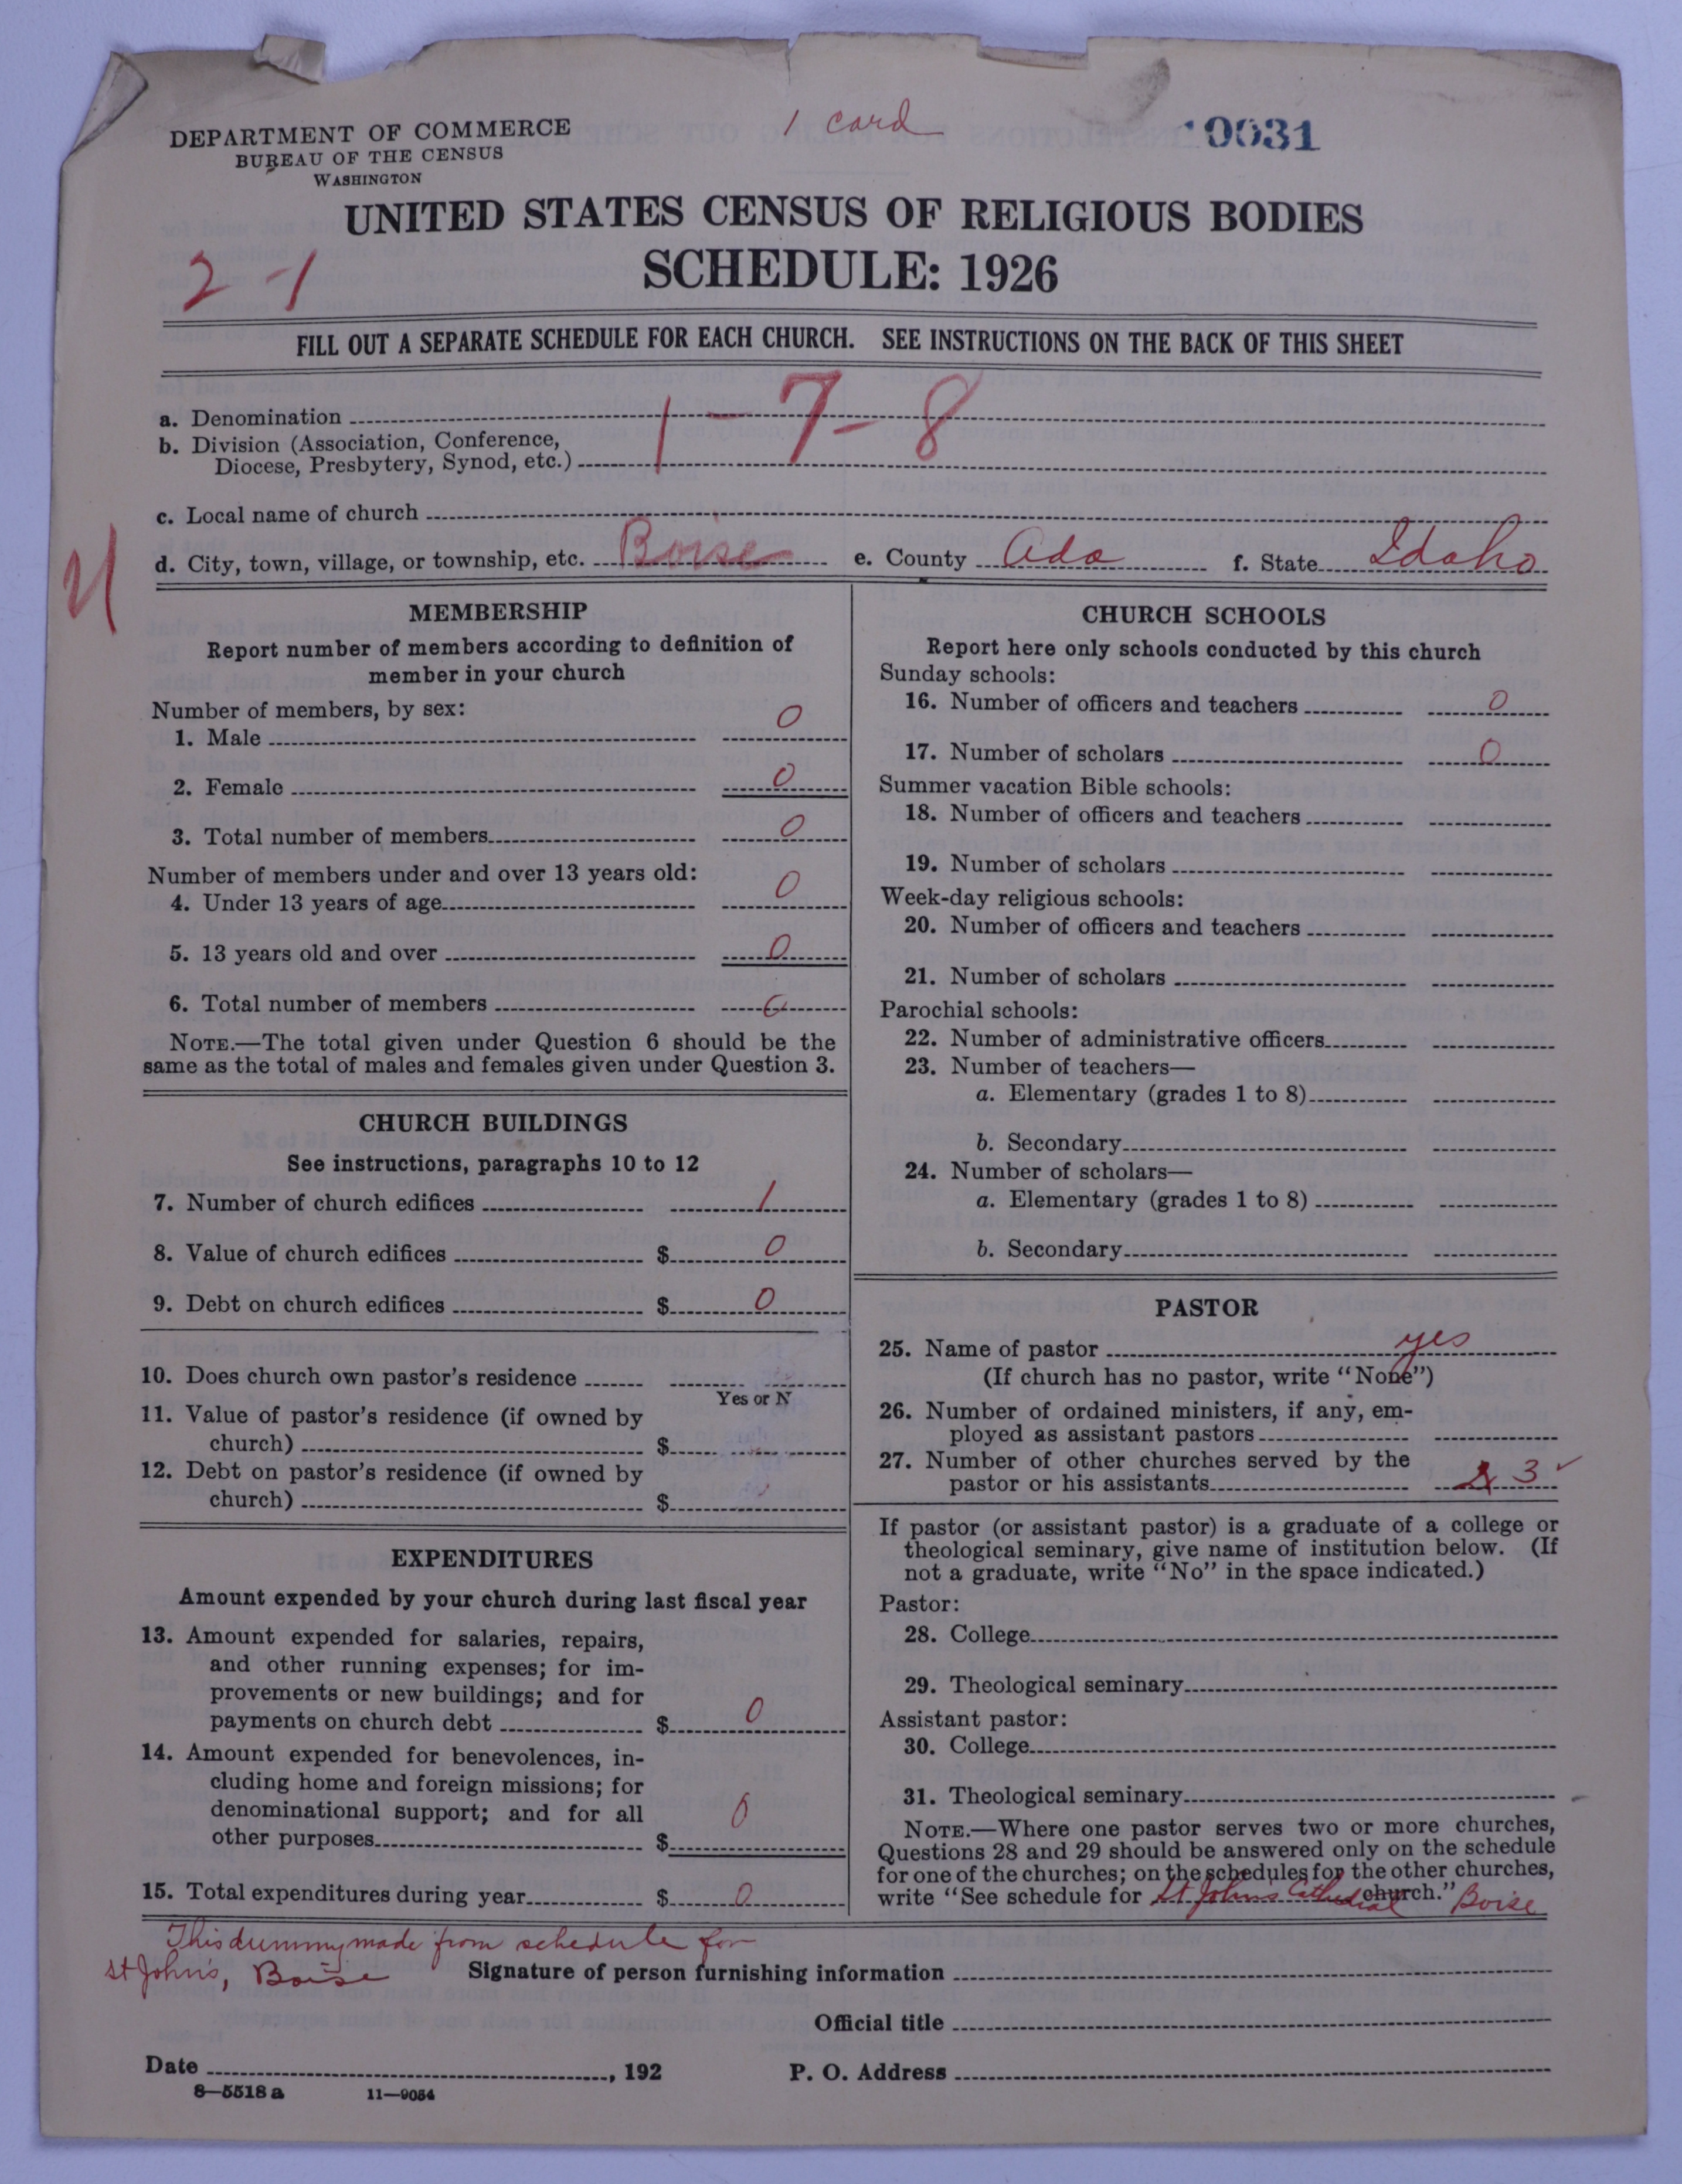 DEPARTMENT OF COMMERCE
BUREAU OF THE CENSUS
WASHINGTON
1 card
0031
UNITED STATES CENSUS OF RELIGIOUS BODIES
SCHEDULE: 1926
2-1
FILL OUT A SEPARATE SCHEDULE FOR EACH CHURCH. SEE INSTRUCTIONS ON THE BACK OF THIS SHEET
a. Denomination
1-7-8
b. Division (Association, Conference,
Diocese, Presbytery, Synod, etc.)
c. Local name of church
d. City, town, village, or township, etc. Boise e. County Ada f. State Idaho
MEMBERSHIP
Report number of members according to definition of
member in your church
Number of members, by sex:
1. Male 0
2. Female 0
3. Total number of members 0
Number of members under and over 13 years old:
4. Under 13 years of age 0
5. 13 years old and over 0
6. Total number of members 0
NOTE.—The total given under Question 6 should be the
same as the total of males and females given under Question 3.
CHURCH BUILDINGS
See instructions, paragraphs 10 to 12
7. Number of church edifices 1
8. Value of church edifices $ 0
9. Debt on church edifices $ 0
10. Does church own pastor's residence
Yes or N
11. Value of pastor's residence (if owned by
church) $
12. Debt on pastor's residence (if owned by
church) $
EXPENDITURES
Amount expended by your church during last fiscal year
13. Amount expended for salaries, repairs,
and other running expenses; for im-
provements or new buildings; and for
payments on church debt $ 0
14. Amount expended for benevolences, in-
cluding home and foreign missions; for
denominational support; and for all
other purposes $ 0
15. Total expenditures during year $ 0
CHURCH SCHOOLS
Report here only schools conducted by this church
Sunday schools:
16. Number of officers and teachers 0
17. Number of scholars 0
Summer vacation Bible schools:
18. Number of officers and teachers
19. Number of scholars
Week-day religious schools:
20. Number of officers and teachers
21. Number of scholars
Parochial schools:
22. Number of administrative officers
23. Number of teachers—
a. Elementary (grades 1 to 8)
b. Secondary
24. Number of scholars—
a. Elementary (grades 1 to 8)
b. Secondary
PASTOR
25. Name of pastor yes
(If church has no pastor, write "None")
26. Number of ordained ministers, if any, em-
ployed as assistant pastors
27. Number of other churches served by the
pastor or his assistants 3 ✓
If pastor (or assistant pastor) is a graduate of a college or
theological seminary, give name of institution below. (If
not a graduate, write "No" in the space indicated.)
Pastor:
28. College
29. Theological seminary
Assistant pastor:
30. College
31. Theological seminary
NOTE.—Where one pastor serves two or more churches,
Questions 28 and 29 should be answered only on the schedule
for one of the churches; on the schedules for the other churches,
write "See schedule for St John's Cathedral church." Boise
This dummy made from schedule for
St John's, Boise
Signature of person furnishing information
Official title
Date , 192
P. O. Address
8—5518 a 11—9054